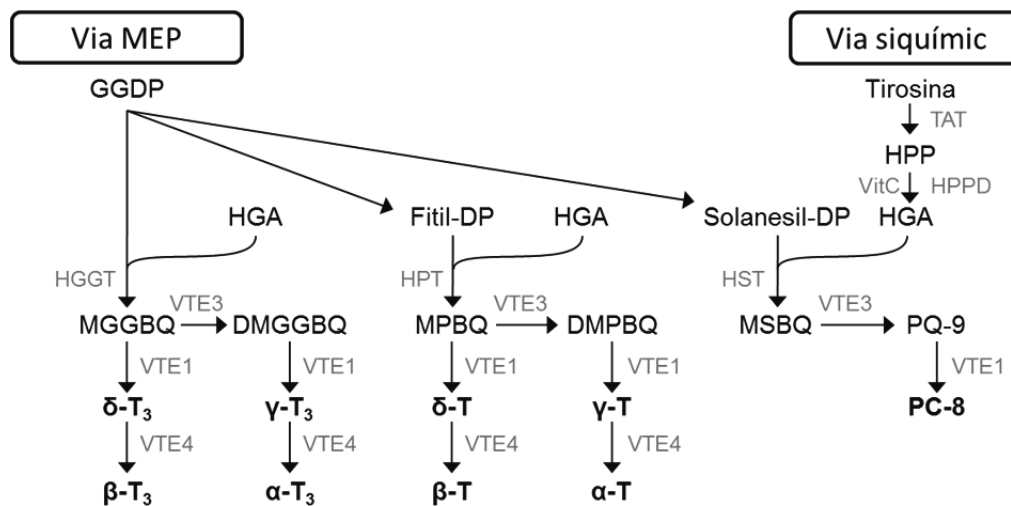 Via MEP Via siquímic
GGDP Tirosina
TAT
HPP
VitC HPPD
HGA Fitil-DP HGA Solanesil-DP HGA
HGGT HPT HST
VTE3 VTE3 VTE3
MGGBQ DMGGBQ MPBQ DMPBQ MSBQ PQ-9
VTE1 VTE1 VTE1 VTE1 VTE1
δ-T₃ γ-T₃ δ-T γ-T PC-8
VTE4 VTE4 VTE4 VTE4
β-T₃ α-T₃ β-T α-T